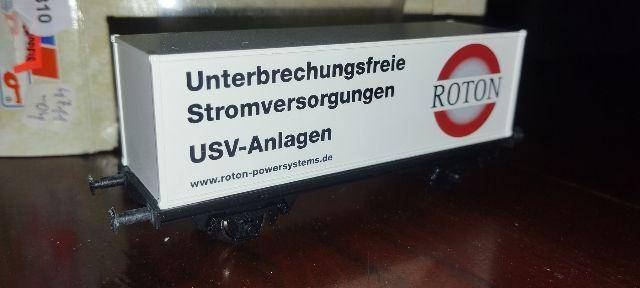 Unterbrechungsfreie
Stromversorgungen
USV-Anlagen
www.roton-powersystems.de
ROTON